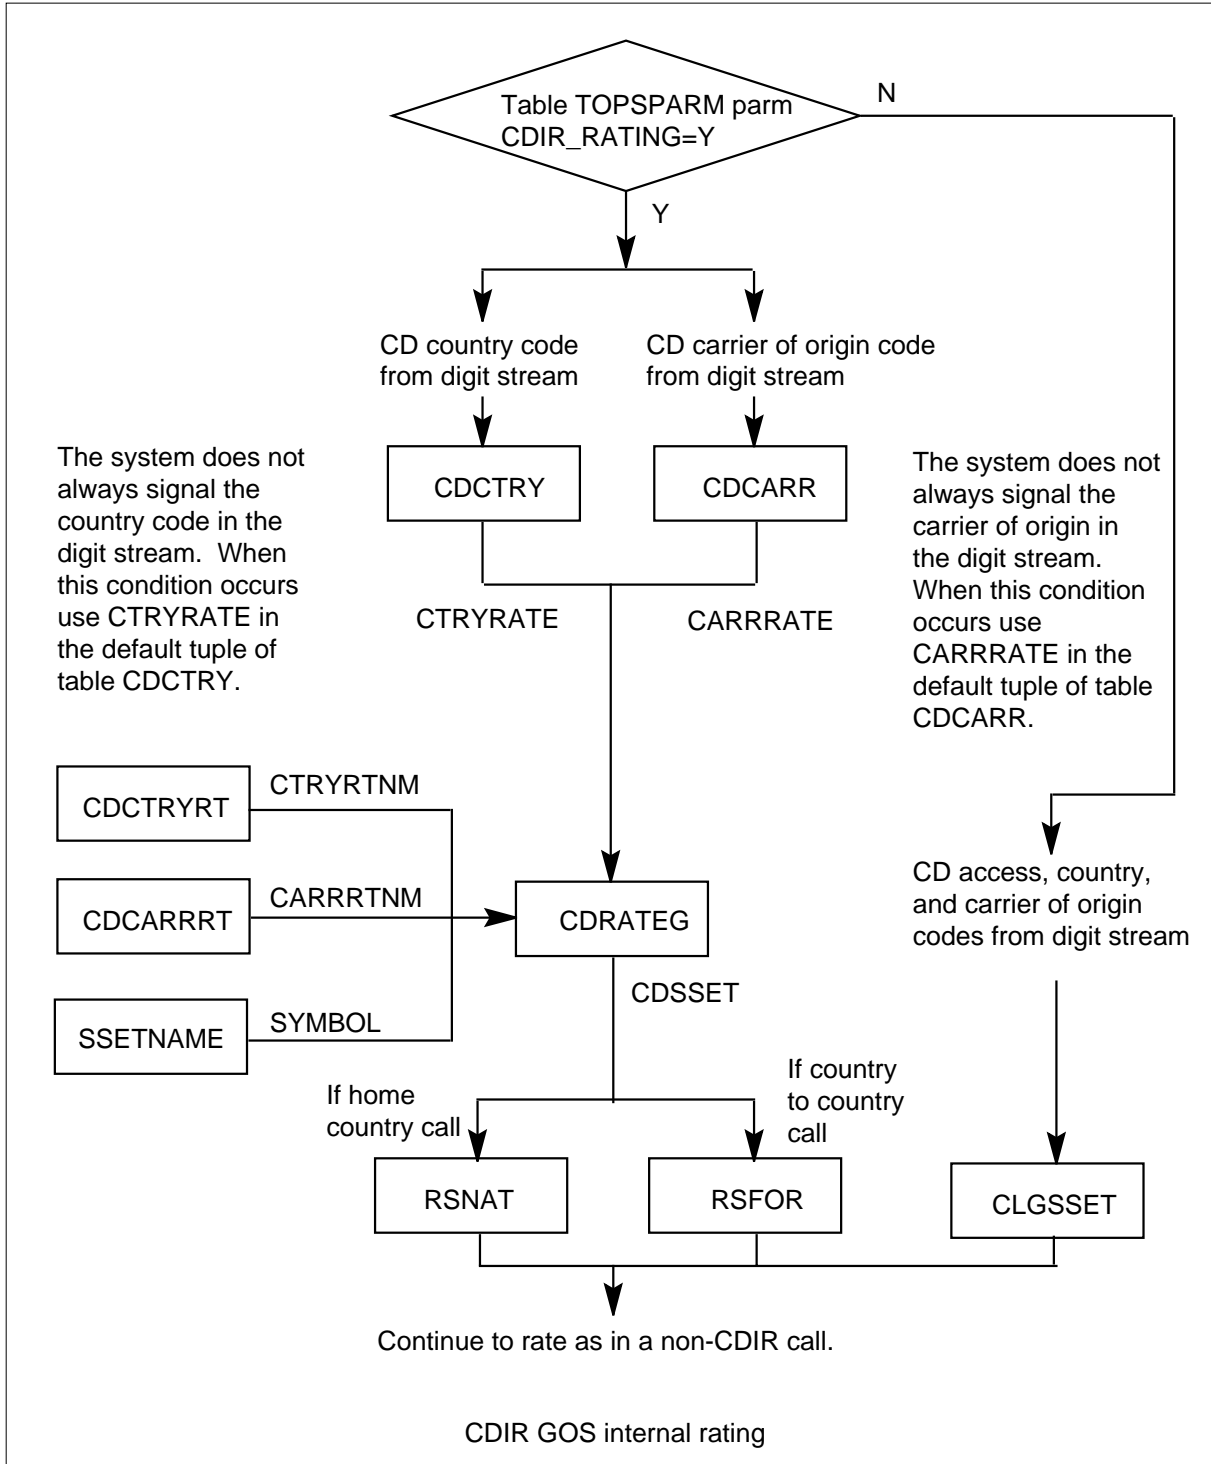 Table TOPSPARM parm
CDIR_RATING=Y
N
Y
CD country code
from digit stream
CD carrier of origin code
from digit stream
The system does not
always signal the
country code in the
digit stream.  When
this condition occurs
use CTRYRATE in
the default tuple of
table CDCTRY.
CDCTRY
CDCARR
The system does not
always signal the
carrier of origin in
the digit stream.
When this condition
occurs use
CARRRATE in the
default tuple of table
CDCARR.
CTRYRATE
CARRRATE
CDCTRYRT
CTRYRTNM
CDCARRRT
CARRRTNM
CDRATEG
SSETNAME
SYMBOL
CDSSET
CD access, country,
and carrier of origin
codes from digit stream
If home
country call
If country
to country
call
RSNAT
RSFOR
CLGSSET
Continue to rate as in a non-CDIR call.
CDIR GOS internal rating